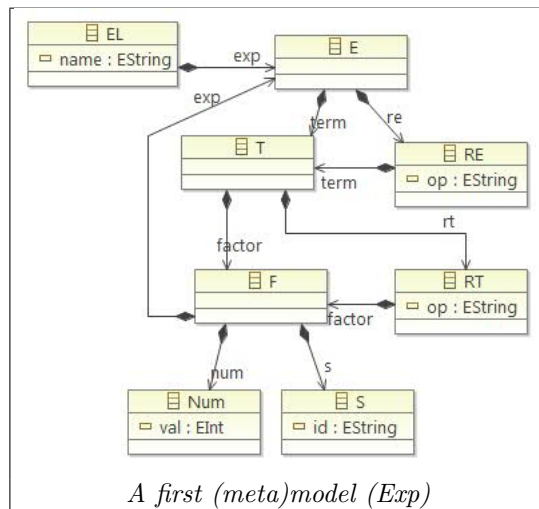 EL
E
name : EString
exp
exp
term
re
T
RE
op : EString
term
rt
factor
F
RT
op : EString
factor
num
s
Num
S
val : EInt
id : EString
A first (meta)model (Exp)